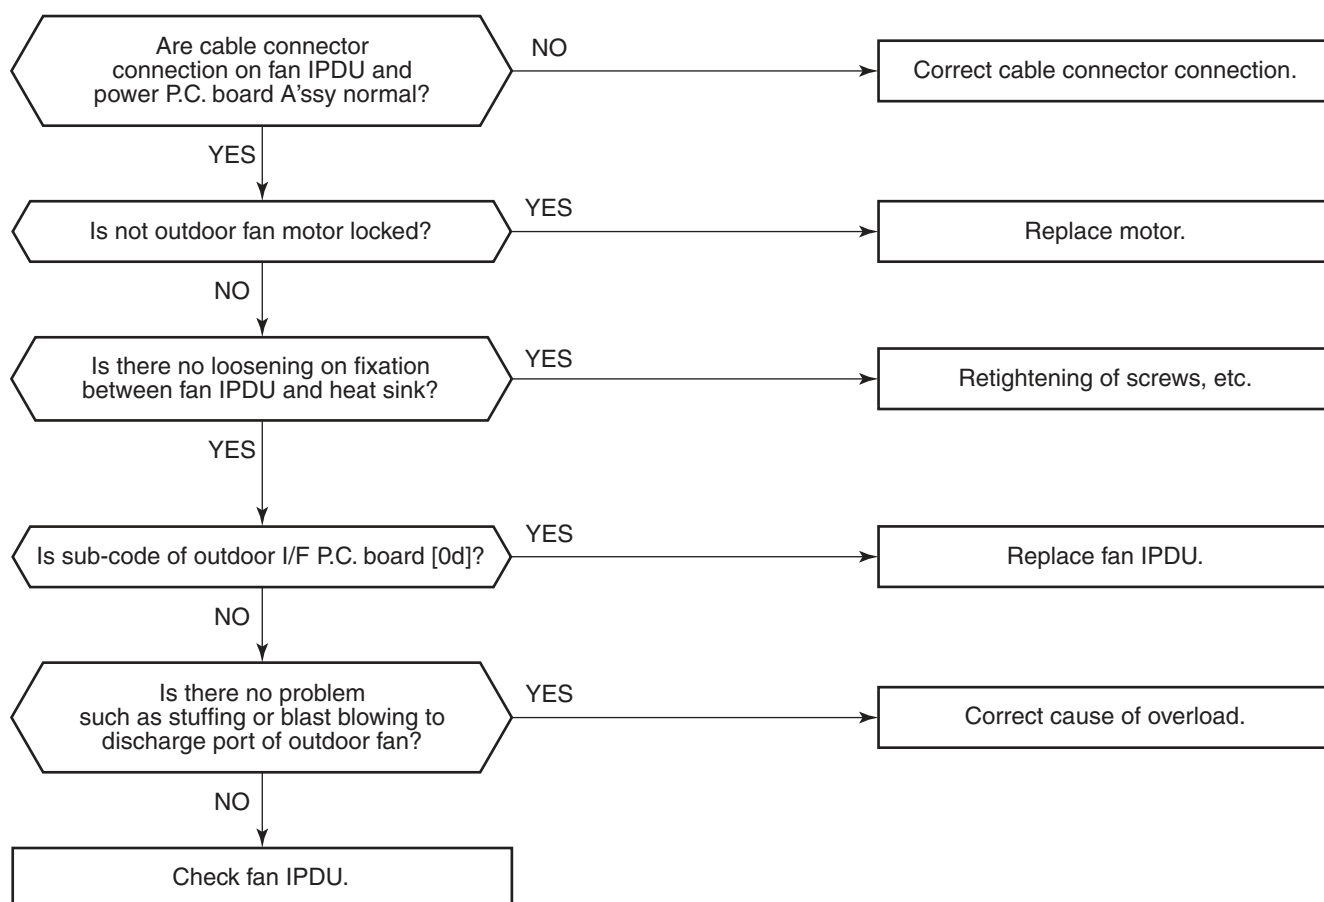 Are cable connector
connection on fan IPDU and
power P.C. board A'ssy normal?
NO
Correct cable connector connection.
YES
Is not outdoor fan motor locked?
YES
Replace motor.
NO
Is there no loosening on fixation
between fan IPDU and heat sink?
YES
Retightening of screws, etc.
YES
Is sub-code of outdoor I/F P.C. board [0d]?
YES
Replace fan IPDU.
NO
Is there no problem
such as stuffing or blast blowing to
discharge port of outdoor fan?
YES
Correct cause of overload.
NO
Check fan IPDU.